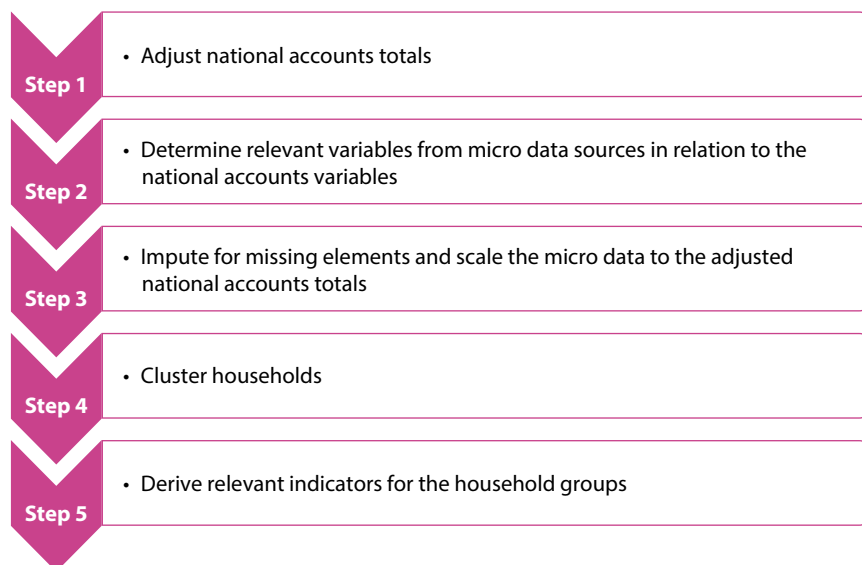 Step 1
• Adjust national accounts totals
Step 2
• Determine relevant variables from micro data sources in relation to the
national accounts variables
Step 3
• Impute for missing elements and scale the micro data to the adjusted
national accounts totals
Step 4
• Cluster households
Step 5
• Derive relevant indicators for the household groups